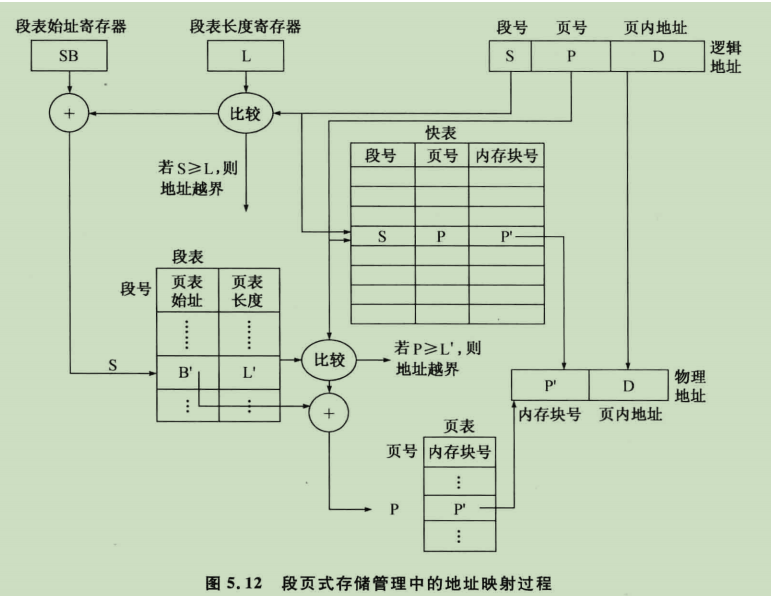 段表始址寄存器
段表长度寄存器
段号 页号 页内地址
SB
L
S P D
逻辑
地址
+
比较
快表
段号 页号 内存块号
若S≥L,则
地址越界
S P P'
段表
段号
页表
始址
页表
长度
⋮ ⋮
比较
若P≥L',则
地址越界
S
B' L'
P' D
物理
地址
⋮ ⋮
+
内存块号 页内地址
页表
页号 内存块号
⋮
P
P'
⋮
图 5.12 段页式存储管理中的地址映射过程